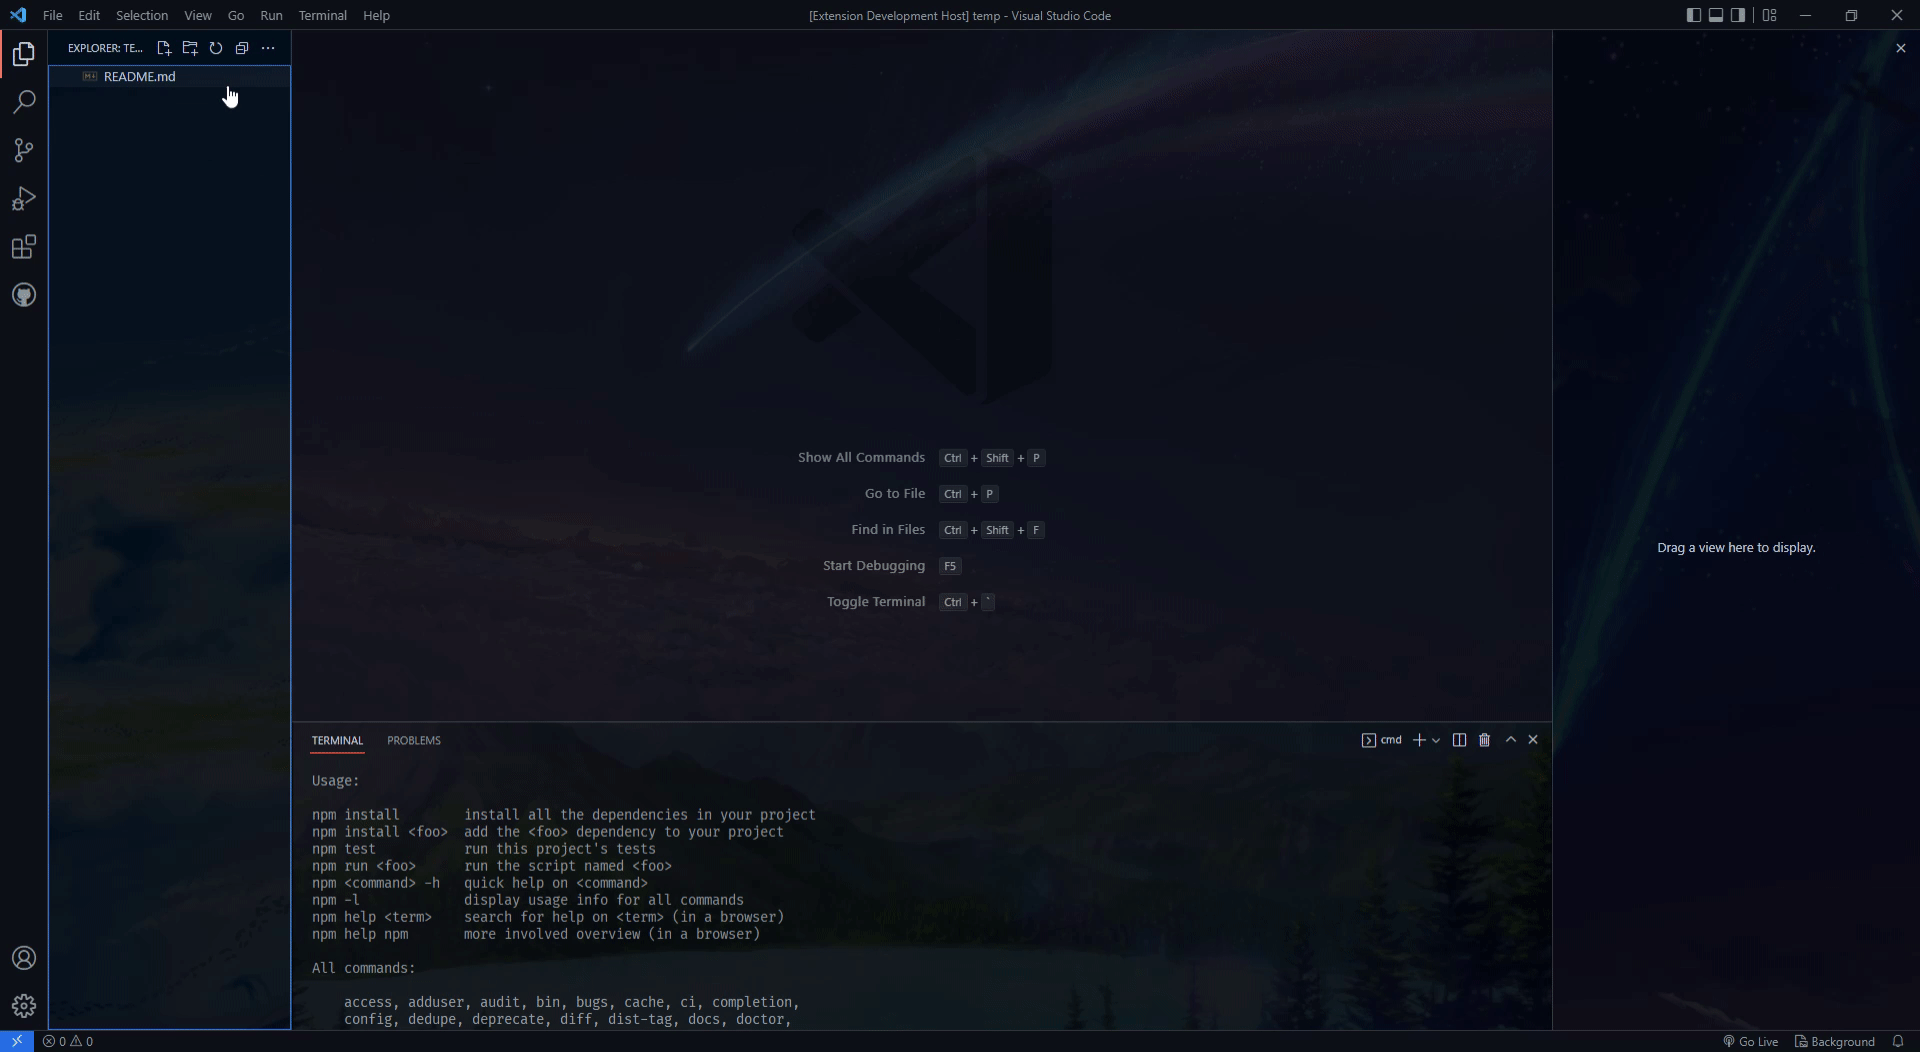 File Edit Selection View Go Run Terminal Help
[Extension Development Host] temp - Visual Studio Code
EXPLORER: TE...
README.md
Show All Commands Ctrl + Shift + P
Go to File Ctrl + P
Find in Files Ctrl + Shift + F
Start Debugging F5
Toggle Terminal Ctrl + `
Drag a view here to display.
TERMINAL PROBLEMS
cmd
Usage:
npm install install all the dependencies in your project
npm install <foo> add the <foo> dependency to your project
npm test run this project's tests
npm run <foo> run the script named <foo>
npm <command> -h quick help on <command>
npm -l display usage info for all commands
npm help <term> search for help on <term> (in a browser)
npm help npm more involved overview (in a browser)
All commands:
access, adduser, audit, bin, bugs, cache, ci, completion,
config, dedupe, deprecate, diff, dist-tag, docs, doctor,
0 0
Go Live Background